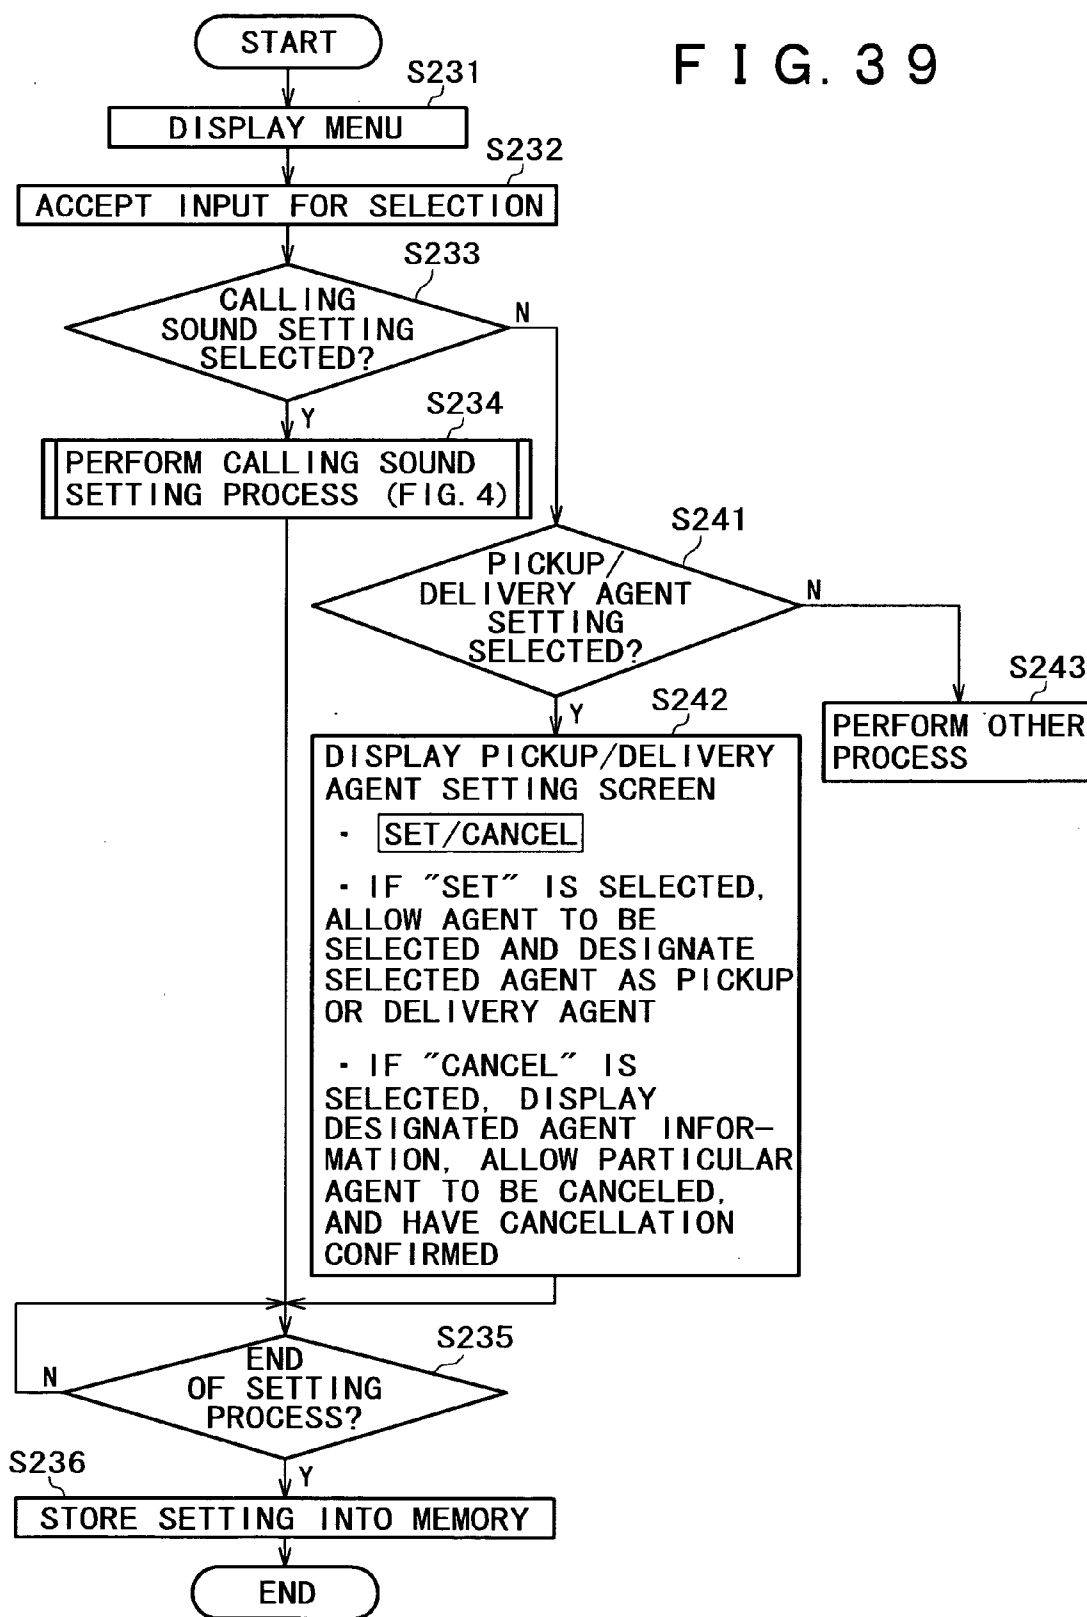 START
FIG. 39
S231
DISPLAY MENU
S232
ACCEPT INPUT FOR SELECTION
S233
CALLING
SOUND SETTING
SELECTED?
N
Y
S234
PERFORM CALLING SOUND
SETTING PROCESS (FIG. 4)
S241
PICKUP/
DELIVERY AGENT
SETTING
SELECTED?
N
Y
S242
S243
PERFORM OTHER
PROCESS
DISPLAY PICKUP/DELIVERY
AGENT SETTING SCREEN
- SET/CANCEL
- IF "SET" IS SELECTED,
ALLOW AGENT TO BE
SELECTED AND DESIGNATE
SELECTED AGENT AS PICKUP
OR DELIVERY AGENT
- IF "CANCEL" IS
SELECTED, DISPLAY
DESIGNATED AGENT INFOR-
MATION, ALLOW PARTICULAR
AGENT TO BE CANCELED,
AND HAVE CANCELLATION
CONFIRMED
S235
END
OF SETTING
PROCESS?
N
Y
S236
STORE SETTING INTO MEMORY
END